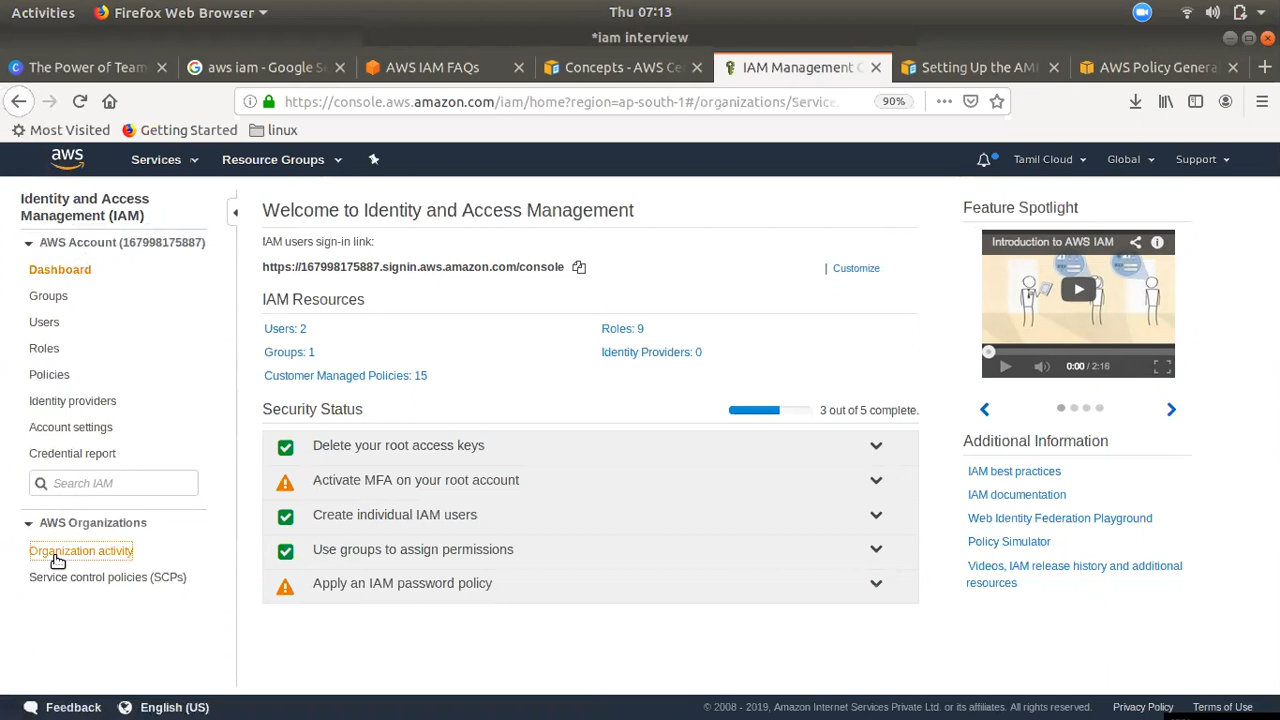 Activities
Firefox Web Browser
Thu 07:13
*iam interview
The Power of Team
aws iam - Google Se
AWS IAM FAQs
Concepts - AWS Ce
IAM Management C
Setting Up the AM
AWS Policy Genera
https://console.aws.amazon.com/iam/home?region=ap-south-1#/organizations/Service
90%
Most Visited
Getting Started
linux
aws
Services
Resource Groups
Tamil Cloud
Global
Support
Identity and Access
Management (IAM)
AWS Account (167998175887)
Dashboard
Groups
Users
Roles
Policies
Identity providers
Account settings
Credential report
Search IAM
AWS Organizations
Organization activity
Service control policies (SCPs)
Welcome to Identity and Access Management
IAM users sign-in link:
https://167998175887.signin.aws.amazon.com/console
| Customize
IAM Resources
Users: 2
Roles: 9
Groups: 1
Identity Providers: 0
Customer Managed Policies: 15
Security Status
3 out of 5 complete.
Delete your root access keys
Activate MFA on your root account
Create individual IAM users
Use groups to assign permissions
Apply an IAM password policy
Feature Spotlight
Introduction to AWS IAM
0:00 / 2:16
Additional Information
IAM best practices
IAM documentation
Web Identity Federation Playground
Policy Simulator
Videos, IAM release history and additional
resources
Feedback
English (US)
© 2008 - 2019, Amazon Internet Services Private Ltd. or its affiliates. All rights reserved.
Privacy Policy
Terms of Use